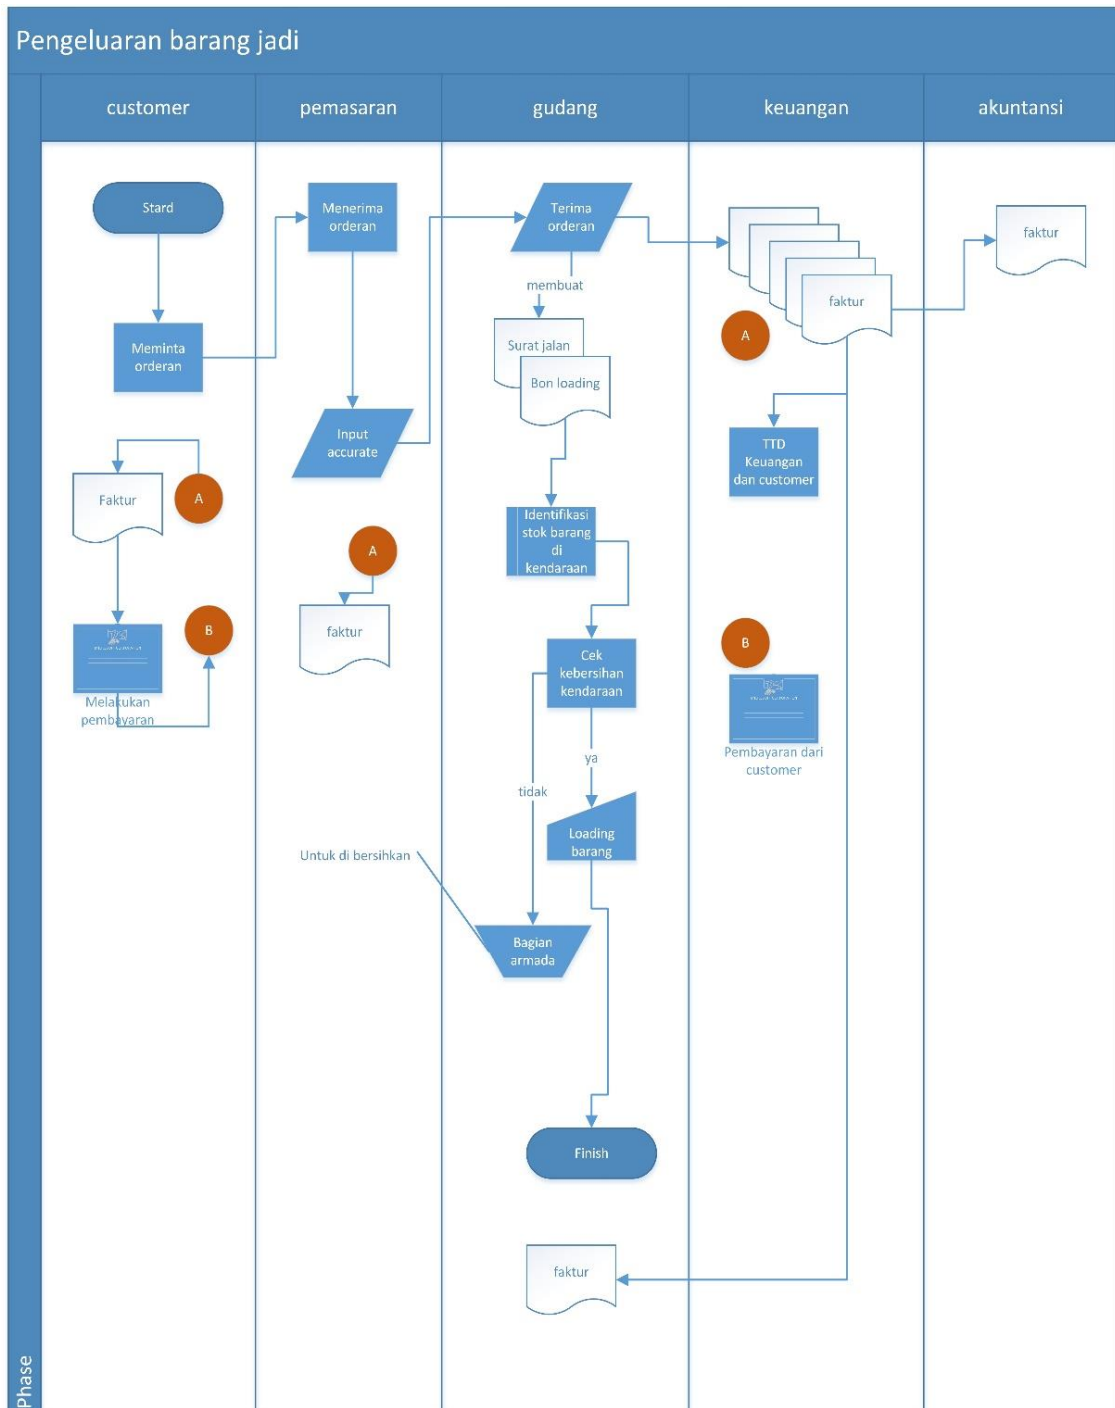 Pengeluaran barang jadi
customer
pemasaran
gudang
keuangan
akuntansi
Stard
Meminta
orderan
A
Faktur
B
Melakukan
pembayaran
Menerima
orderan
Input
accurate
A
faktur
Untuk di bersihkan
Terima
orderan
membuat
Surat jalan
Bon loading
Identifikasi
stok barang
di
kendaraan
Cek
kebersihan
kendaraan
ya
tidak
Loading
barang
Bagian
armada
Finish
faktur
faktur
A
TTD
Keuangan
dan customer
B
Pembayaran dari
customer
faktur
Phase